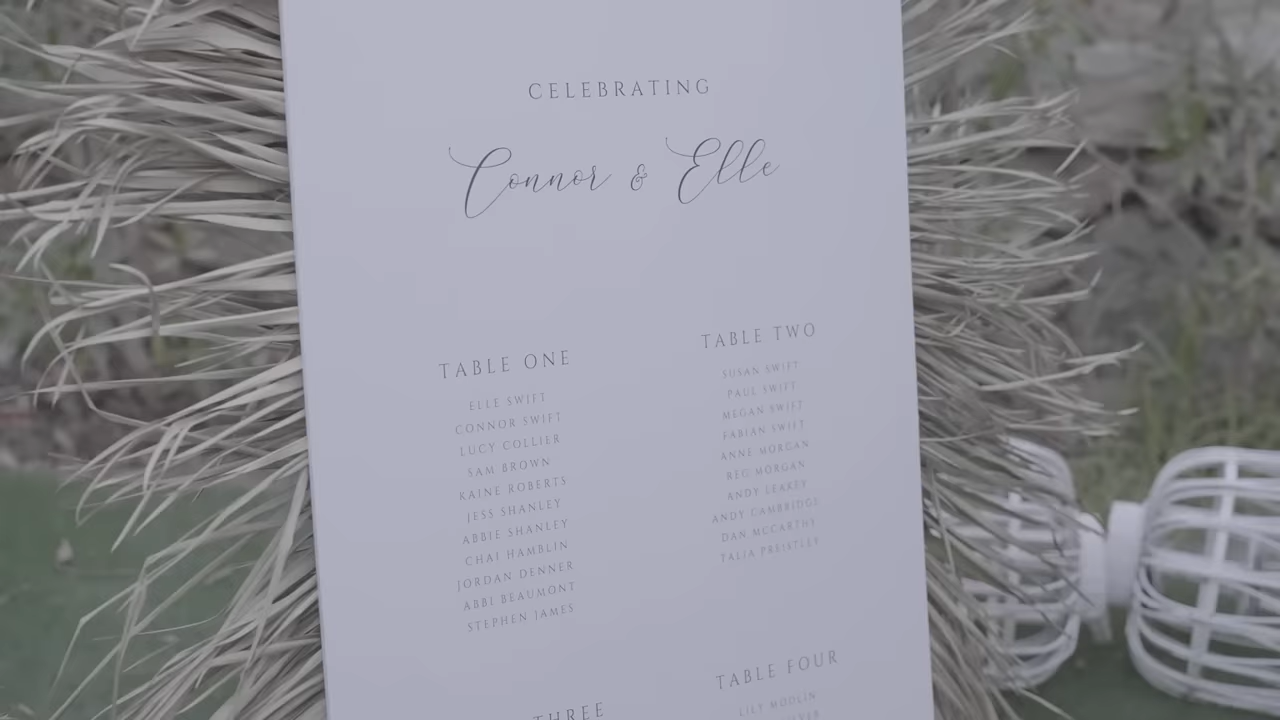 CELEBRATING
Connor & Elle
TABLE ONE
ELLE SWIFT
CONNOR SWIFT
LUCY COLLIER
SAM BROWN
KAINE ROBERTS
JESS SHANLEY
ABBIE SHANLEY
CHAI HAMBLIN
JORDAN DENNER
ABBI BEAUMONT
STEPHEN JAMES
TABLE TWO
SUSAN SWIFT
PAUL SWIFT
MEGAN SWIFT
FABIAN SWIFT
ANNE MORGAN
REG MORGAN
ANDY LEAKEY
ANDY CAMBRIDGE
DAN MCCARTHY
TALIA PREISTLEY
THREE
TABLE FOUR
LILY MODLIN